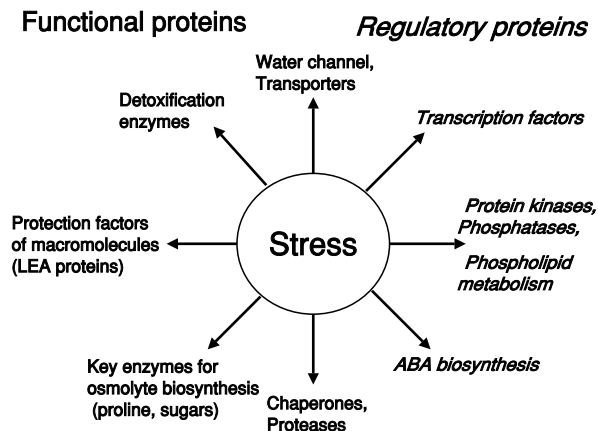 Functional proteins
Regulatory proteins
Water channel,
Transporters
Detoxification
enzymes
Transcription factors
Protection factors
of macromolecules
(LEA proteins)
Stress
Protein kinases,
Phosphatases,
Phospholipid
metabolism
Key enzymes for
osmolyte biosynthesis
(proline, sugars)
Chaperones,
Proteases
ABA biosynthesis